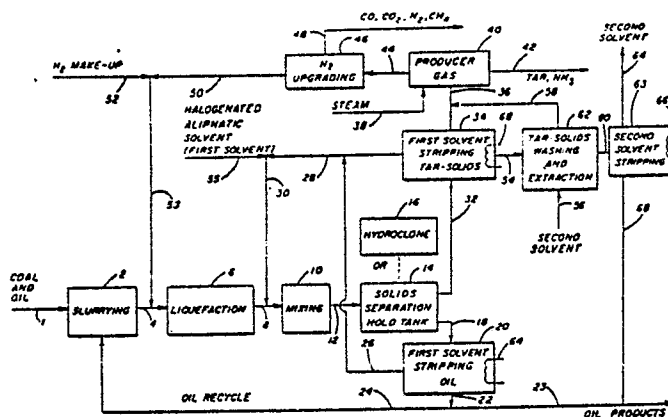 CO, CO2, H2, CH4
SECOND
SOLVENT
48
46
40
H2
UPGRADING
44
PRODUCER
GAS
42
TAR, NH3
64
H2 MAKE-UP
52
50
STEAM
38
36
58
63
66
HALOGENATED
ALIPHATIC
SOLVENT
[FIRST SOLVENT]
55
28
30
53
34
68
FIRST SOLVENT
STRIPPING
TAR-SOLIDS
54
62
TAR-SOLIDS
WASHING
AND
EXTRACTION
60
SECOND
SOLVENT
STRIPPING
32
56
SECOND
SOLVENT
68
16
HYDROCLONE
OR
14
COAL
AND
OIL
1
2
SLURRYING
4
6
LIQUEFACTION
8
10
MIXING
12
SOLIDS
SEPARATION
HOLD TANK
18
20
26
FIRST SOLVENT
STRIPPING
OIL
64
22
OIL RECYCLE
24
23
OIL PRODUCTS